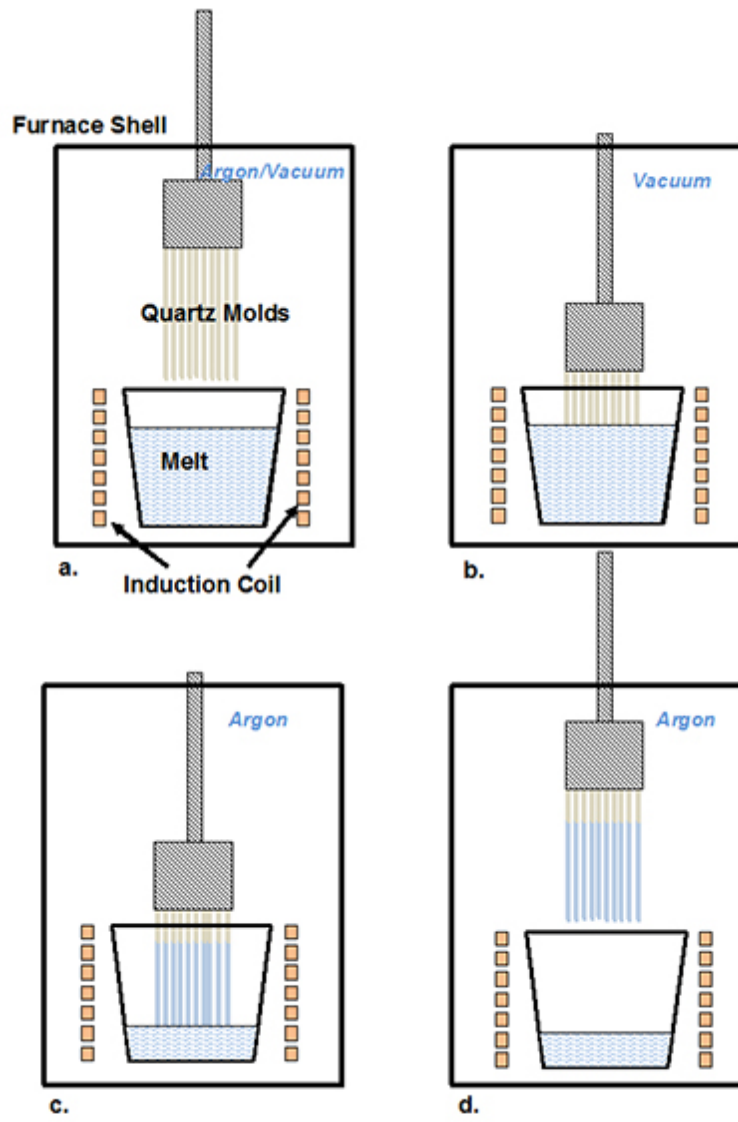 Furnace Shell
Argon/Vacuum
Quartz Molds
Melt
a.
Induction Coil
Vacuum
b.
Argon
c.
Argon
d.